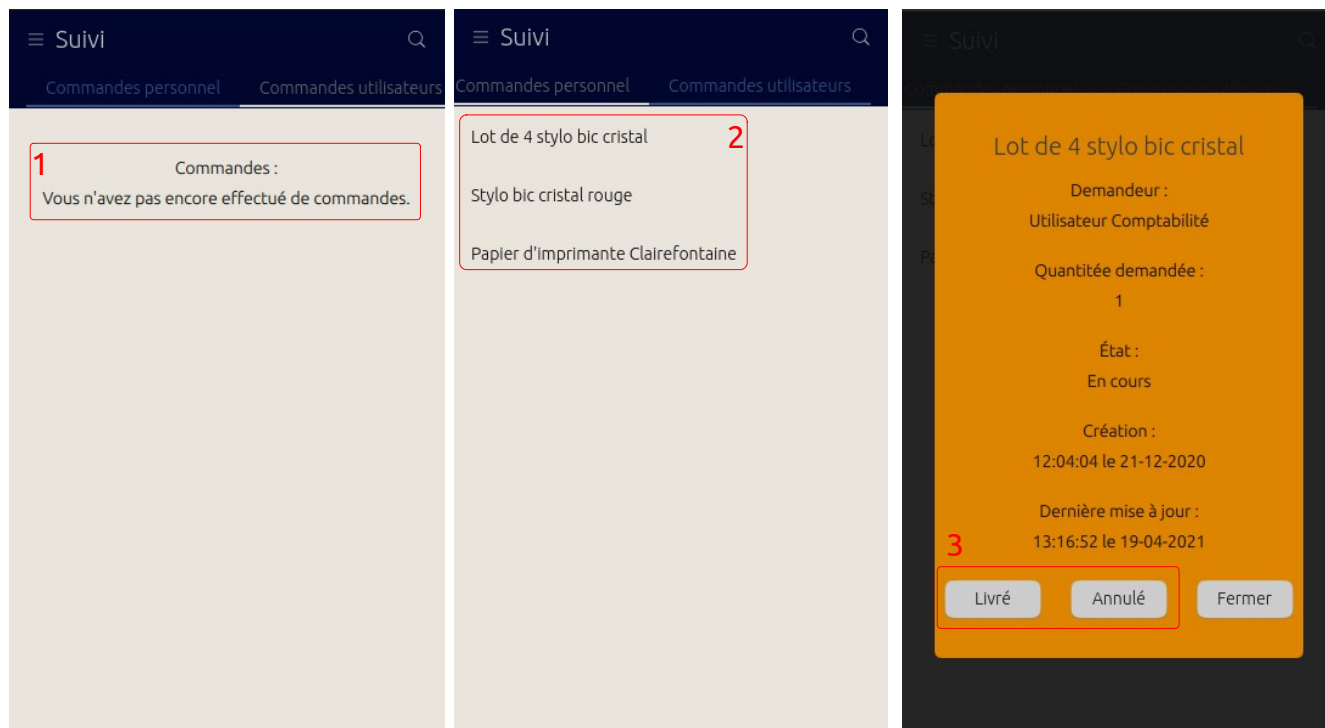 Suivi
Commandes personnel Commandes utilisateurs
1
Commandes :
Vous n'avez pas encore effectué de commandes.
Suivi
Commandes personnel Commandes utilisateurs
2
Lot de 4 stylo bic cristal
Stylo bic cristal rouge
Papier d'imprimante Clairefontaine
Suivi
Lot de 4 stylo bic cristal
Demandeur :
Utilisateur Comptabilité
Quantitée demandée :
1
État :
En cours
Création :
12:04:04 le 21-12-2020
Dernière mise à jour :
13:16:52 le 19-04-2021
3
Livré Annulé Fermer